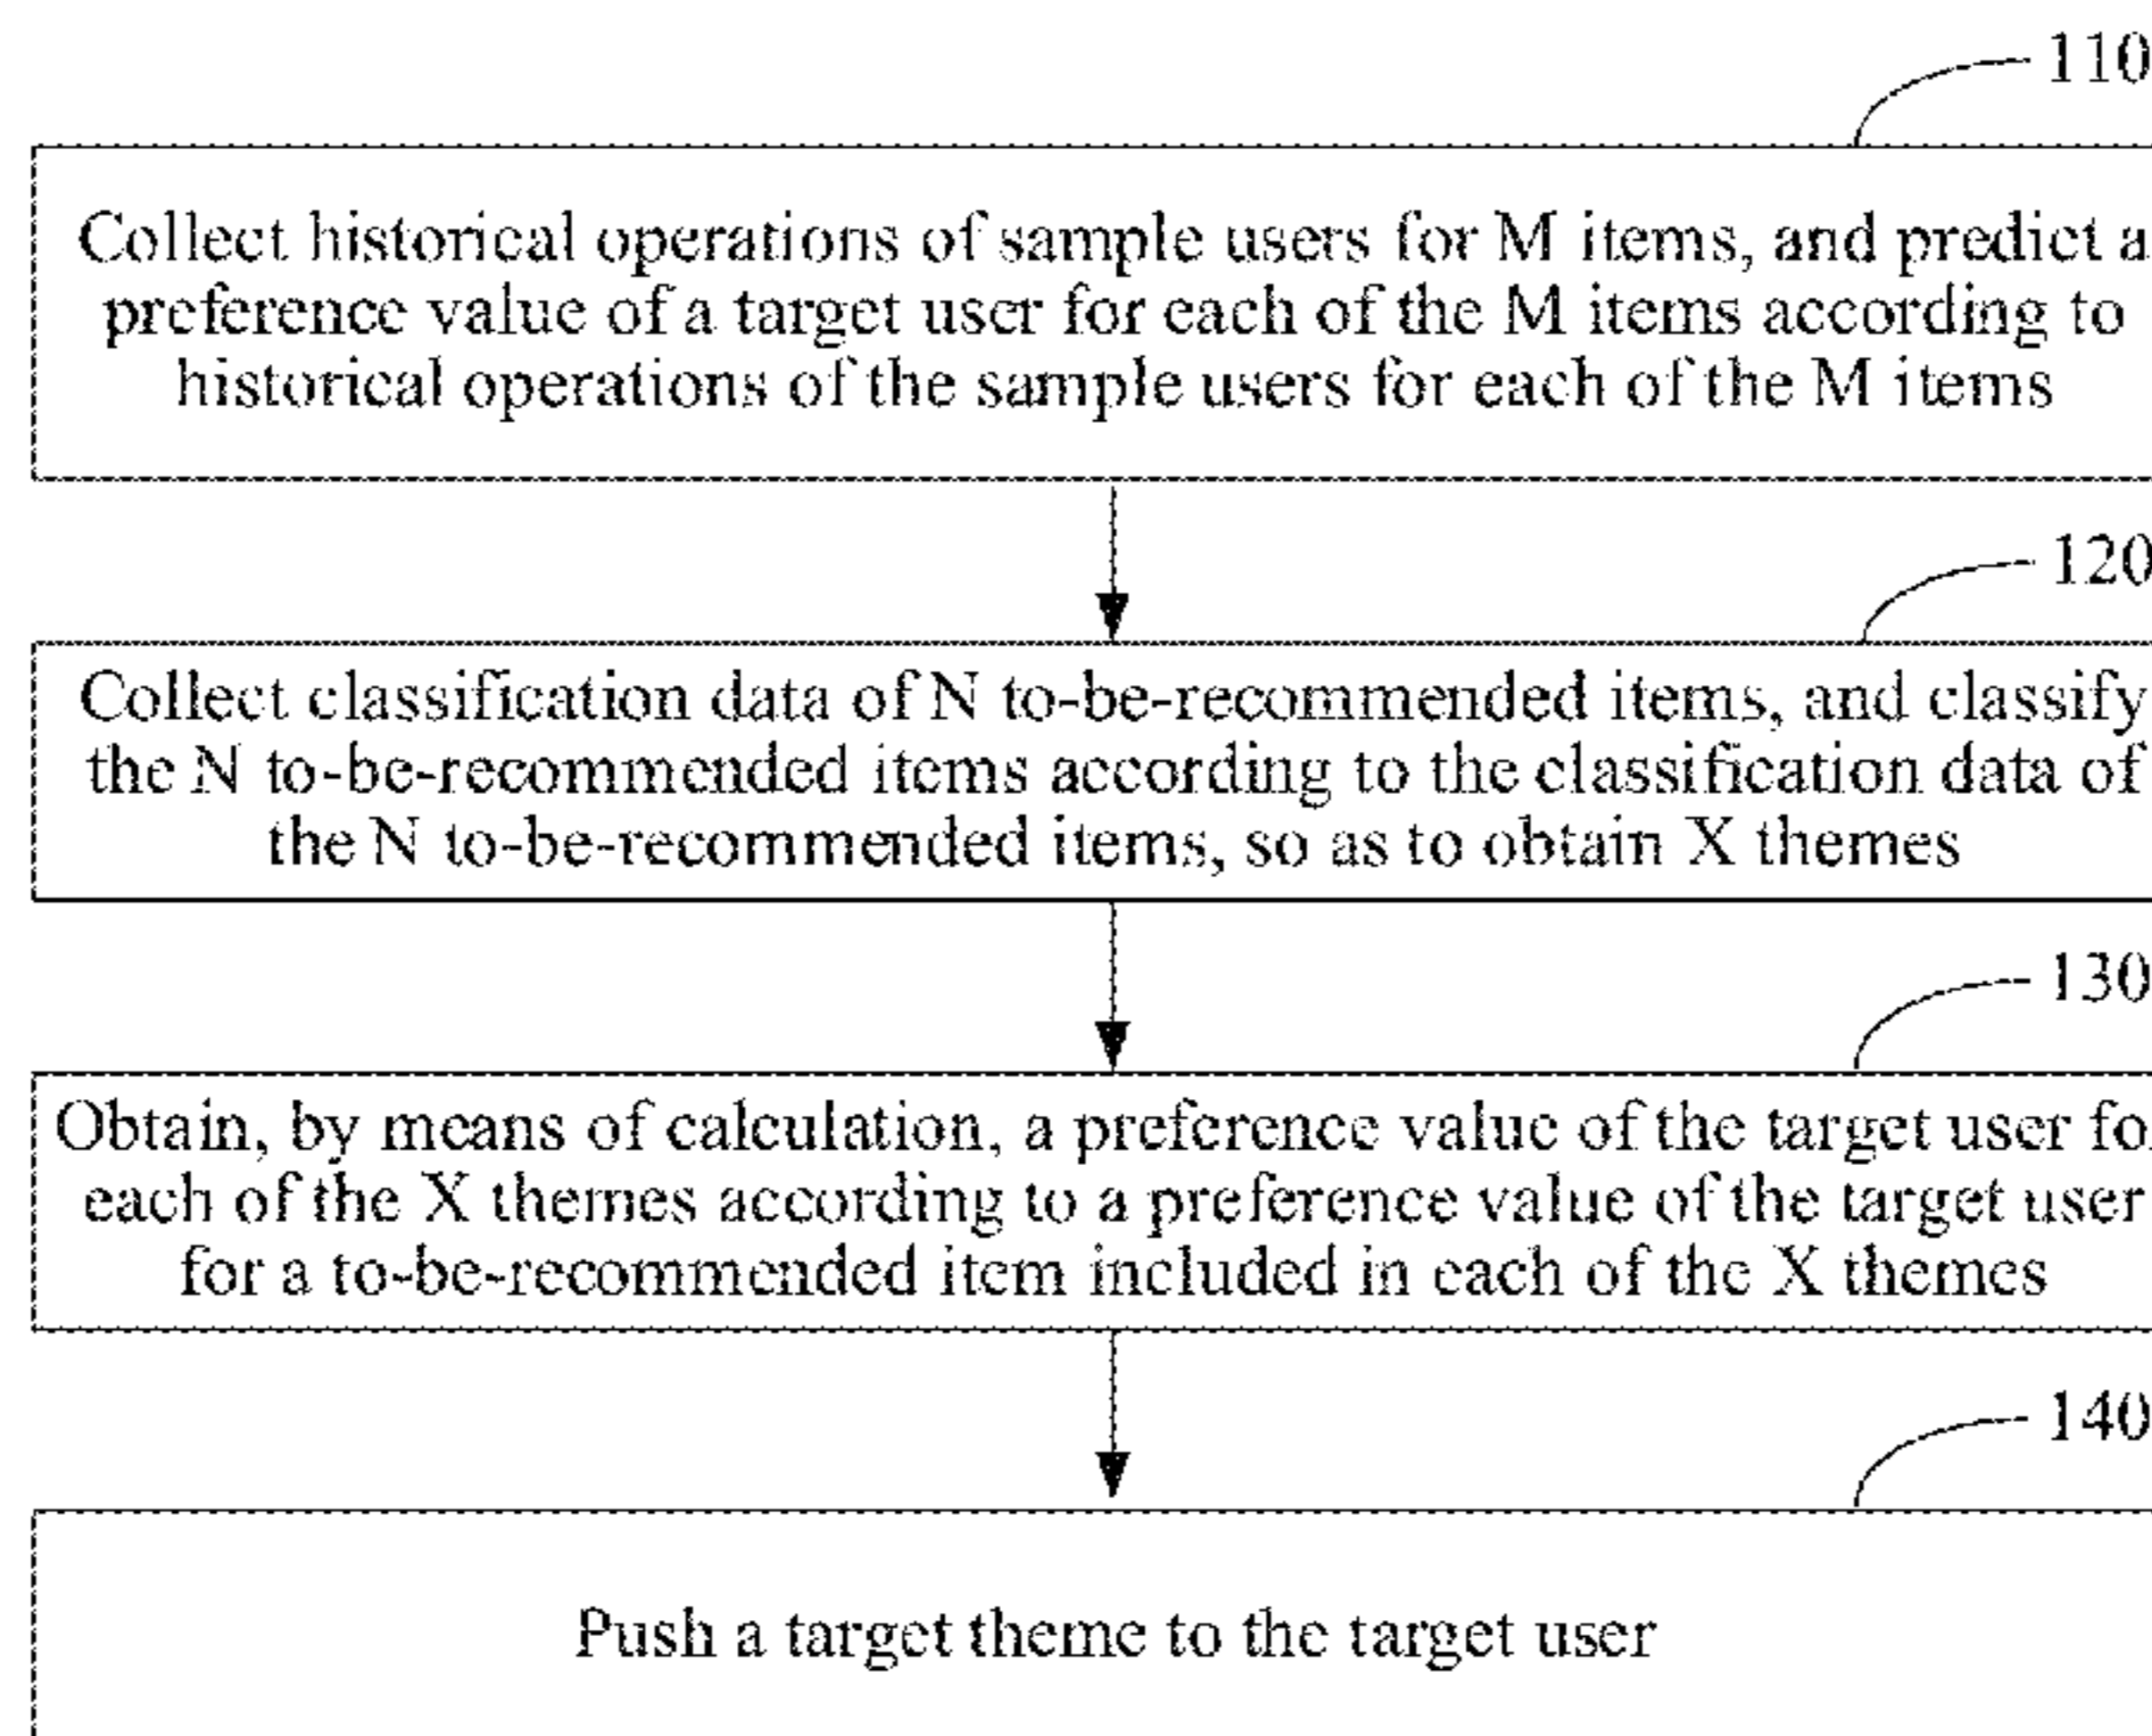 110
Collect historical operations of sample users for M items, and predict a
preference value of a target user for each of the M items according to
historical operations of the sample users for each of the M items
120
Collect classification data of N to-be-recommended items, and classify
the N to-be-recommended items according to the classification data of
the N to-be-recommended items, so as to obtain X themes
130
Obtain, by means of calculation, a preference value of the target user for
each of the X themes according to a preference value of the target user
for a to-be-recommended item included in each of the X themes
140
Push a target theme to the target user